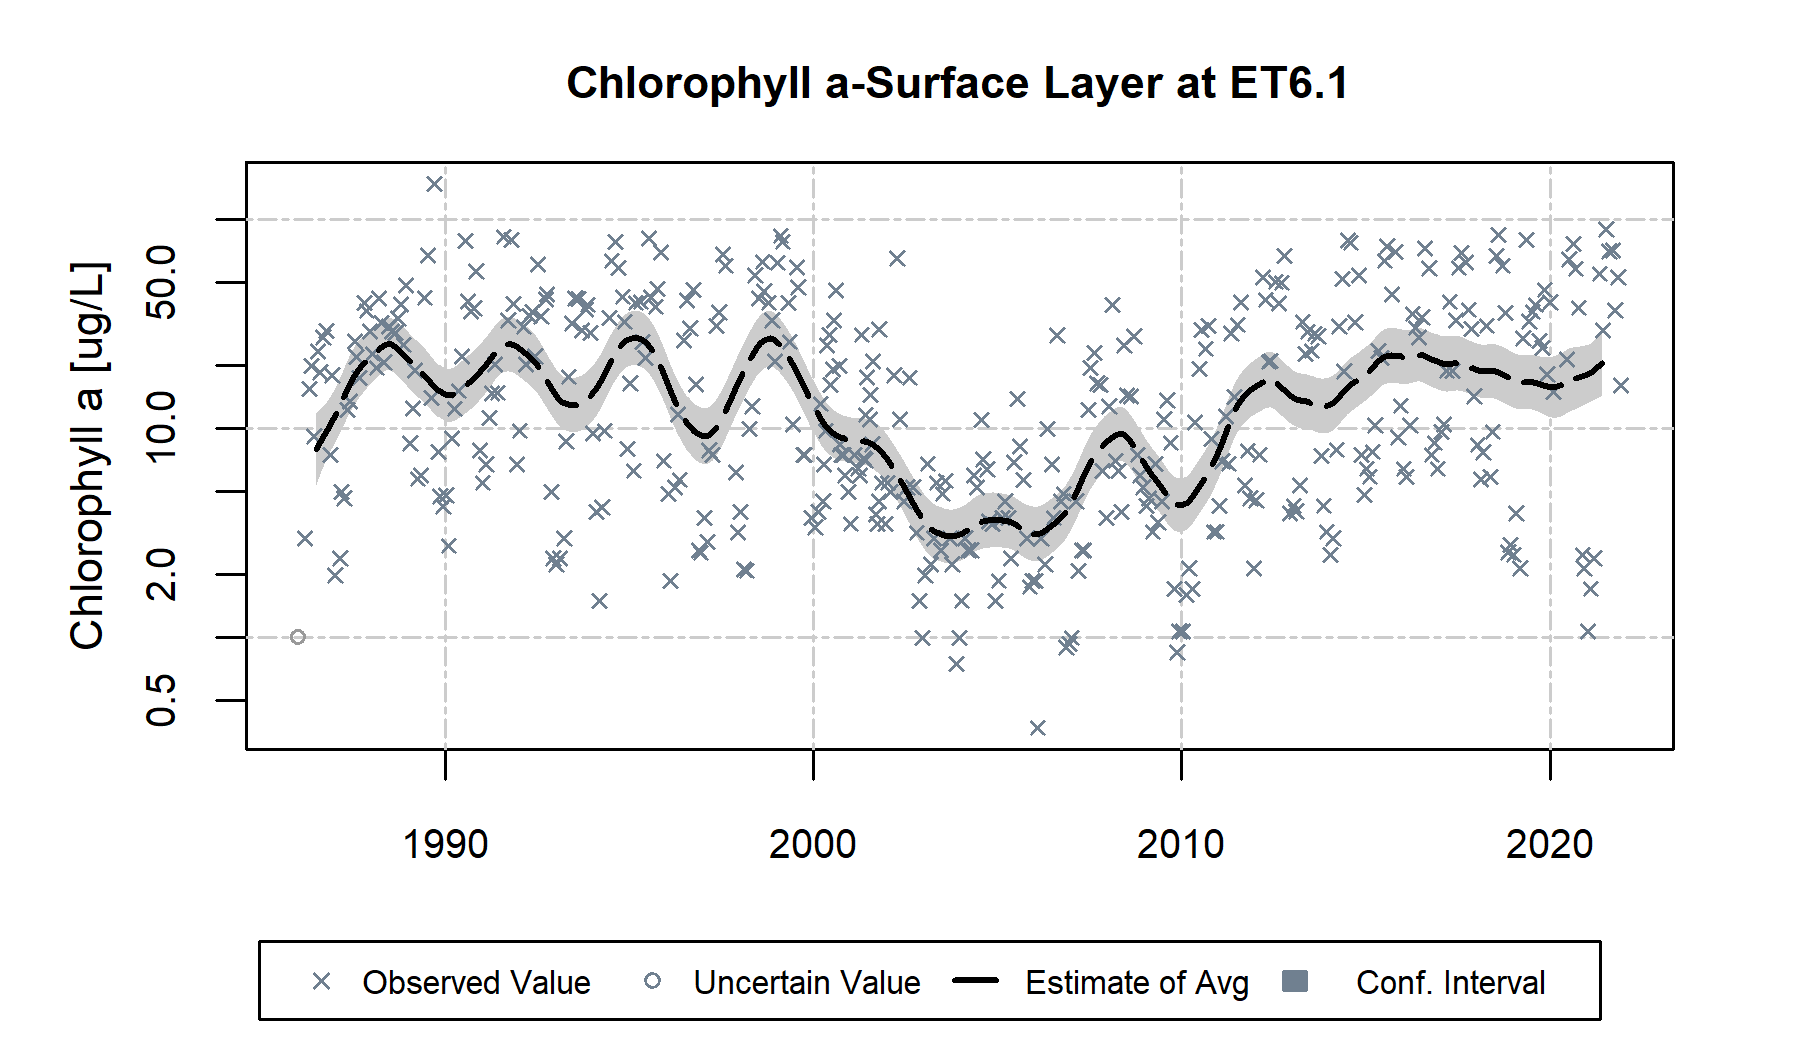 Chlorophyll a-Surface Layer at ET6.1
Chlorophyll a [ug/L]
50.0
10.0
2.0
0.5
1990 2000 2010 2020
Observed Value Uncertain Value Estimate of Avg Conf. Interval